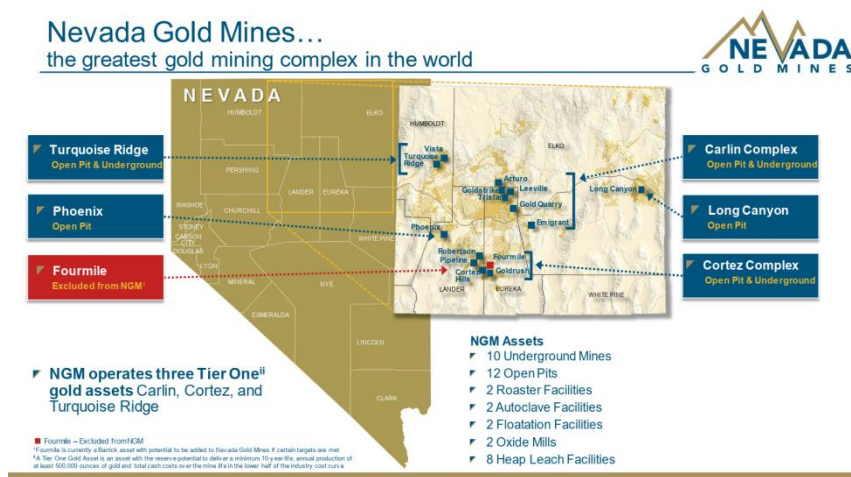 Nevada Gold Mines…
the greatest gold mining complex in the world
NEVADA
GOLD MINES
NEVADA
HUMBOLDT
ELKO
PERSHING
LANDER
EUREKA
WASHOE
CHURCHILL
STOREY
CARSON
CITY
DOUGLAS
LYON
WHITE PINE
MINERAL
NYE
ESMERALDA
LINCOLN
CLARK
Turquoise Ridge
Open Pit & Underground
Phoenix
Open Pit
Fourmile
Excluded from NGM¹
HUMBOLDT
ELKO
Vista
Turquoise
Ridge
Arturo
Goldstrike
Leeville
Tristar
Gold Quarry
Emigrant
Long Canyon
Phoenix
Robertson
Pipeline
Fourmile
Cortez
Hills
Goldrush
LANDER
EUREKA
WHITE PINE
Carlin Complex
Open Pit & Underground
Long Canyon
Open Pit
Cortez Complex
Open Pit & Underground
NGM operates three Tier Oneⁱⁱ
gold assets Carlin, Cortez, and
Turquoise Ridge
NGM Assets
10 Underground Mines
12 Open Pits
2 Roaster Facilities
2 Autoclave Facilities
2 Floatation Facilities
2 Oxide Mills
8 Heap Leach Facilities
Fourmile – Excluded from NGM
ⁱ Fourmile is currently a Barrick asset with potential to be added to Nevada Gold Mines if certain targets are met
ⁱⁱ A Tier One Gold Asset is an asset with the reserve potential to deliver a minimum 10-year life, annual production of
at least 500,000 ounces of gold and total cash costs over the mine life in the lower half of the industry cost curve